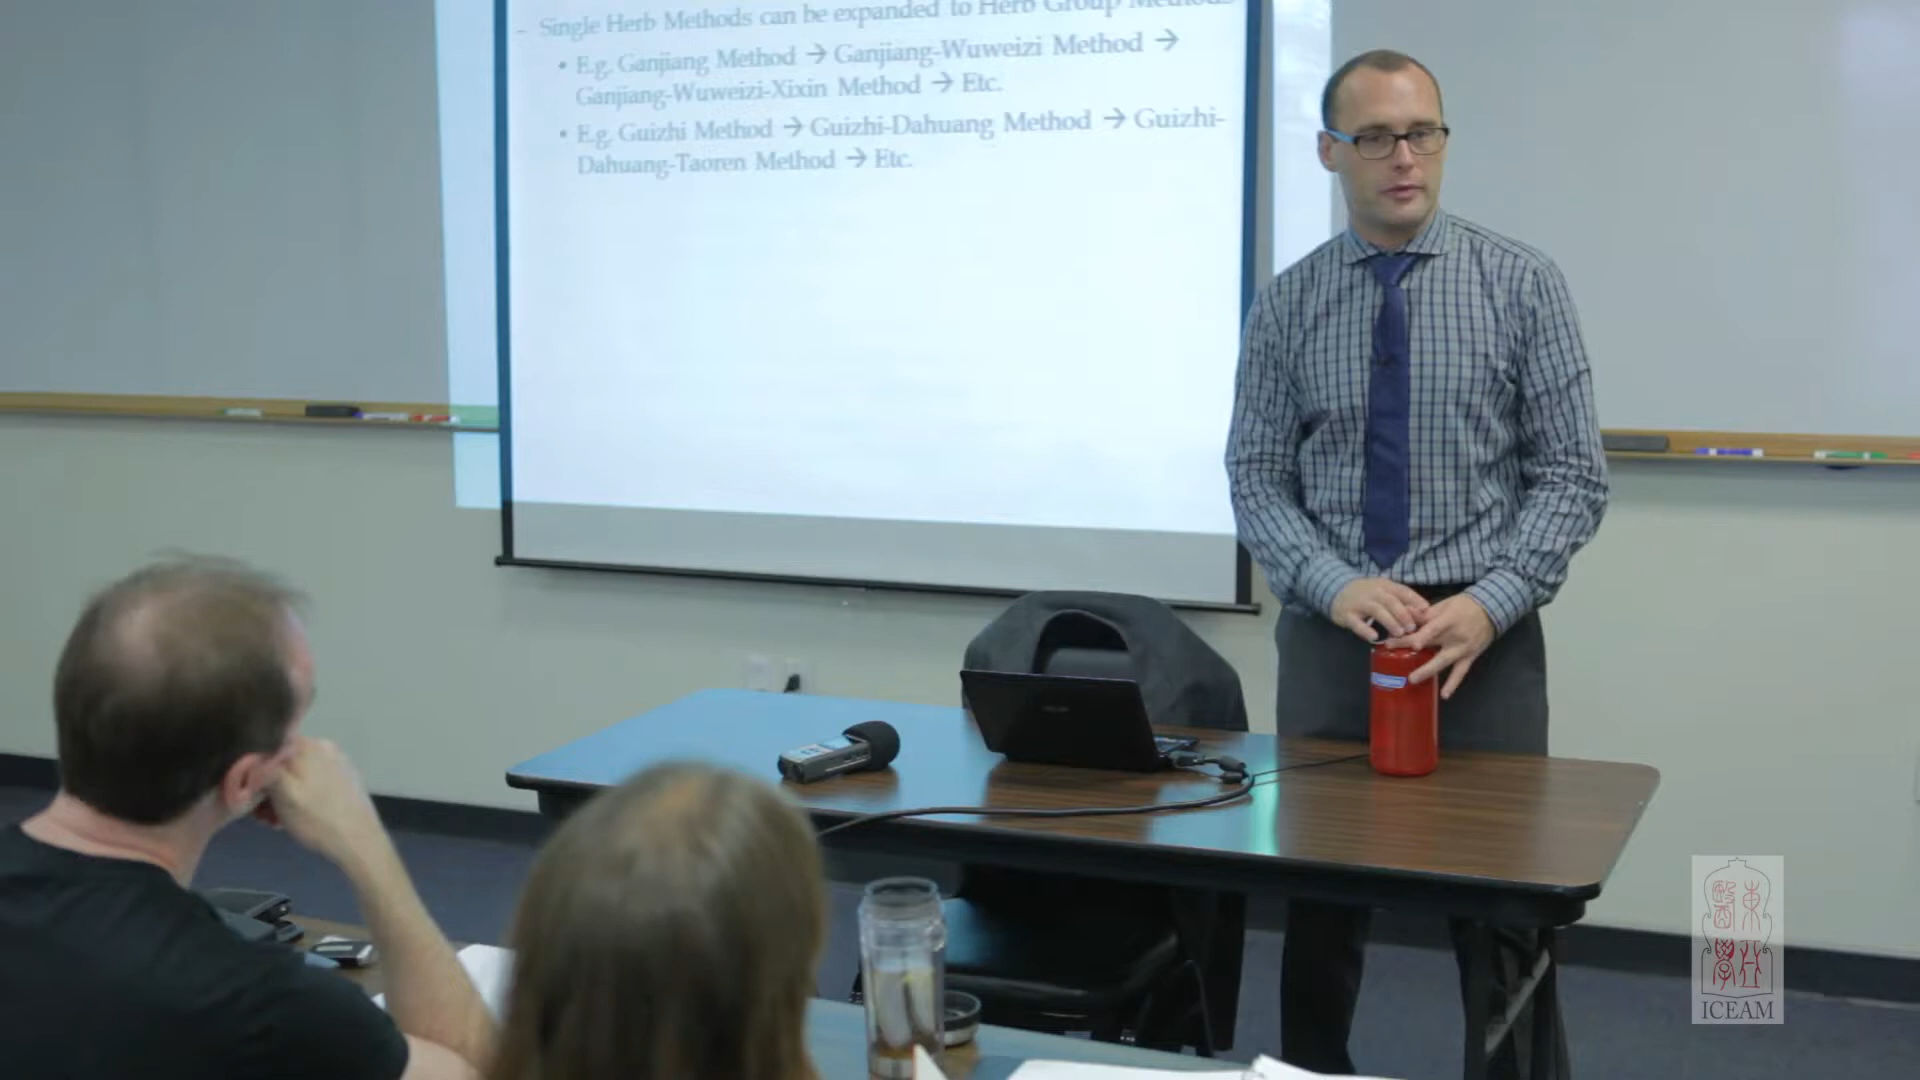 – Single Herb Methods can be expanded to Herb Group Methods
• E.g. Ganjiang Method → Ganjiang-Wuweizi Method →
Ganjiang-Wuweizi-Xixin Method → Etc.
• E.g. Guizhi Method → Guizhi-Dahuang Method → Guizhi-
Dahuang-Taoren Method → Etc.
ICEAM